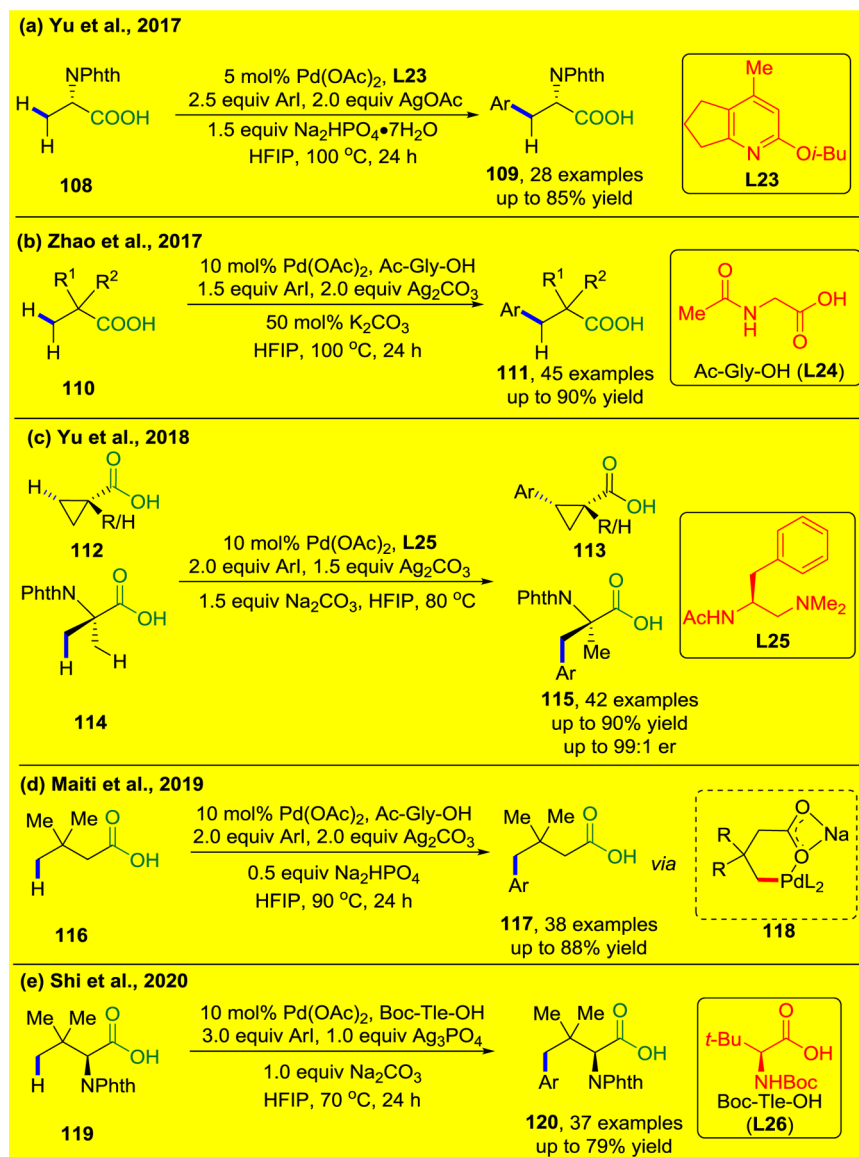 (a) Yu et al., 2017
NPhth
H
COOH
H
108
5 mol% Pd(OAc)2, L23
2.5 equiv ArI, 2.0 equiv AgOAc
1.5 equiv Na2HPO4•7H2O
HFIP, 100 °C, 24 h
NPhth
Ar
COOH
H
109, 28 examples
up to 85% yield
Me
N
Oi-Bu
L23
(b) Zhao et al., 2017
R1
R2
H
COOH
H
110
10 mol% Pd(OAc)2, Ac-Gly-OH
1.5 equiv ArI, 2.0 equiv Ag2CO3
50 mol% K2CO3
HFIP, 100 °C, 24 h
R1
R2
Ar
COOH
H
111, 45 examples
up to 90% yield
O
Me
N
H
OH
O
Ac-Gly-OH (L24)
(c) Yu et al., 2018
O
H
OH
R/H
112
PhthN
O
OH
H
H
114
10 mol% Pd(OAc)2, L25
2.0 equiv ArI, 1.5 equiv Ag2CO3
1.5 equiv Na2CO3, HFIP, 80 °C
O
Ar
OH
R/H
113
PhthN
O
OH
Me
Ar
115, 42 examples
up to 90% yield
up to 99:1 er
AcHN
NMe2
L25
(d) Maiti et al., 2019
Me
Me
O
OH
H
116
10 mol% Pd(OAc)2, Ac-Gly-OH
2.0 equiv ArI, 2.0 equiv Ag2CO3
0.5 equiv Na2HPO4
HFIP, 90 °C, 24 h
Me
Me
O
OH
Ar
117, 38 examples
up to 88% yield
via
O
Na
R
O
R
PdL2
118
(e) Shi et al., 2020
Me
Me
O
OH
H
NPhth
119
10 mol% Pd(OAc)2, Boc-Tle-OH
3.0 equiv ArI, 1.0 equiv Ag3PO4
1.0 equiv Na2CO3
HFIP, 70 °C, 24 h
Me
Me
O
OH
Ar
NPhth
120, 37 examples
up to 79% yield
O
t-Bu
OH
NHBoc
Boc-Tle-OH
(L26)